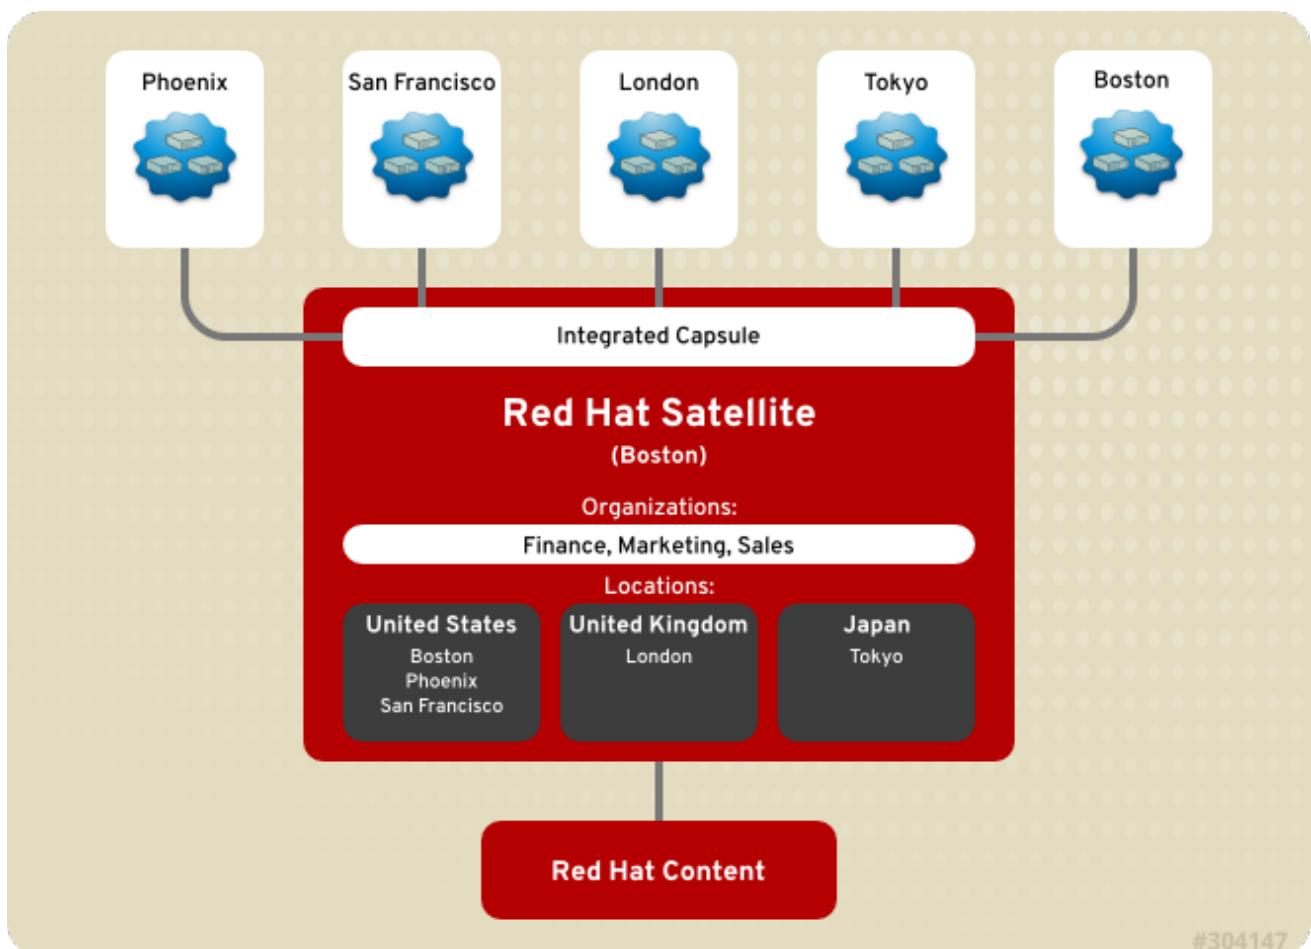 Phoenix
San Francisco
London
Tokyo
Boston
Integrated Capsule
Red Hat Satellite
(Boston)
Organizations:
Finance, Marketing, Sales
Locations:
United States
Boston
Phoenix
San Francisco
United Kingdom
London
Japan
Tokyo
Red Hat Content
#304147